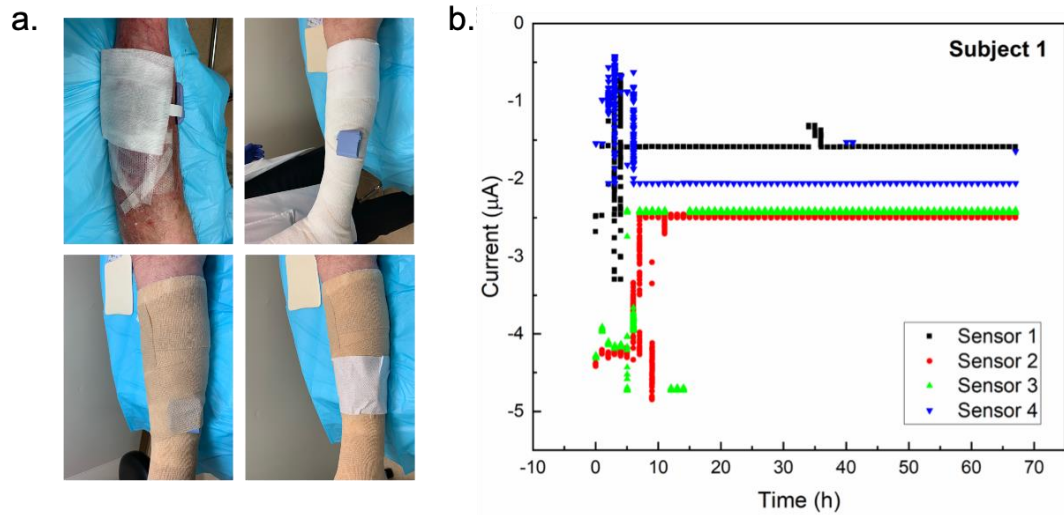 a.
b.
Subject 1
0
-1
-2
-3
-4
-5
Current (µA)
Sensor 1
Sensor 2
Sensor 3
Sensor 4
-10 0 10 20 30 40 50 60 70
Time (h)